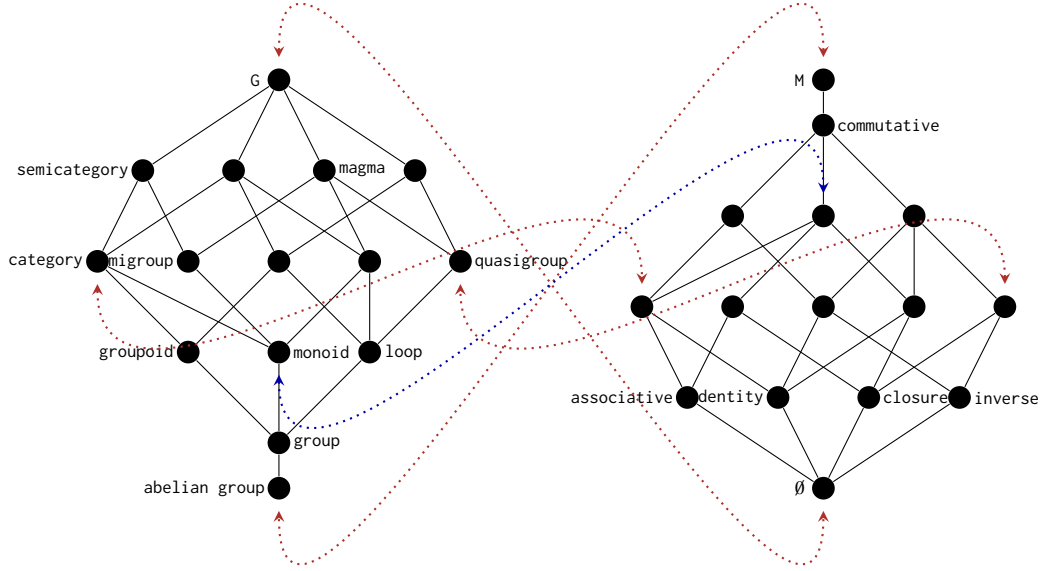 G
M
commutative
semicategory
magma
category
migroup
quasigroup
groupoid
monoid
loop
associative
dentity
closure
inverse
group
abelian group
Ø